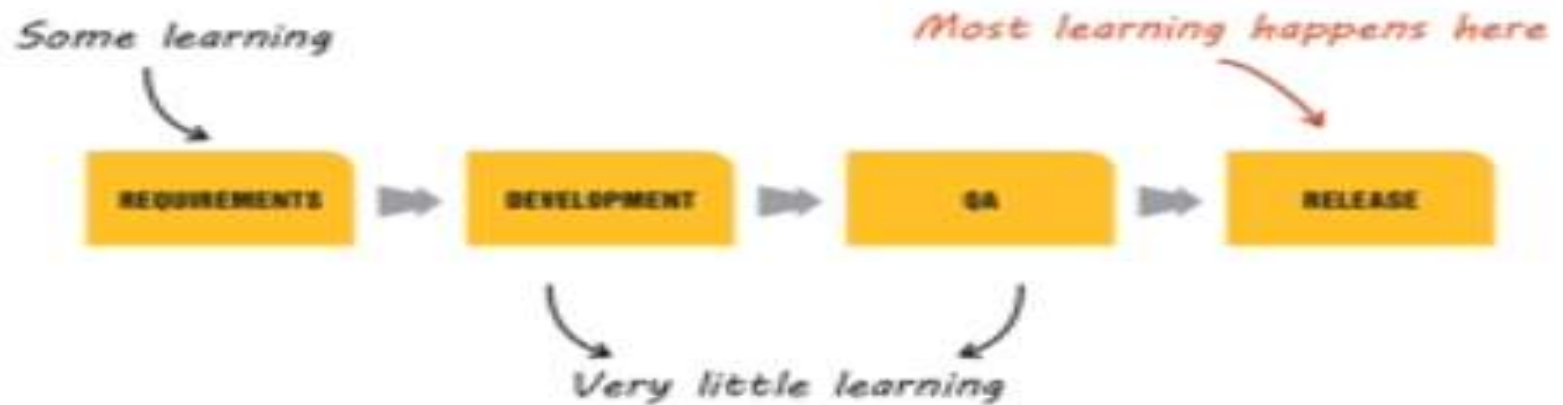 Some learning
Most learning happens here
REQUIREMENTS
DEVELOPMENT
QA
RELEASE
Very little learning